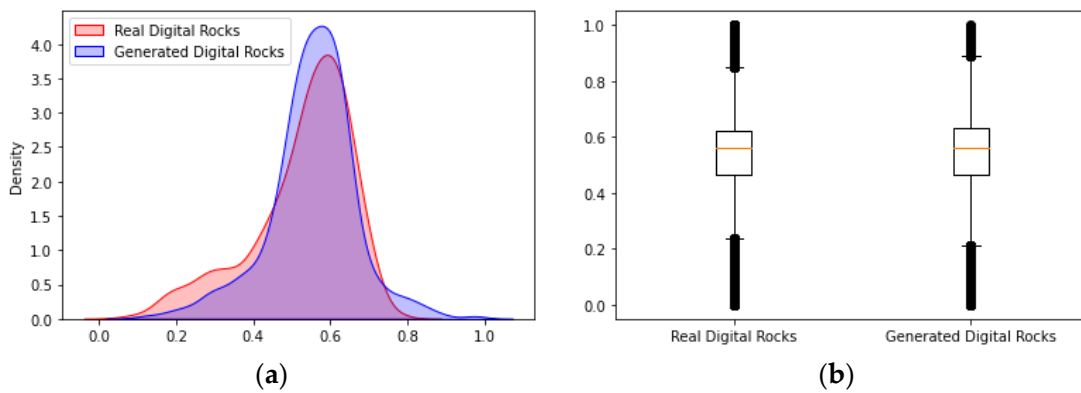 Real Digital Rocks
Generated Digital Rocks
Density
4.0
3.5
3.0
2.5
2.0
1.5
1.0
0.5
0.0
0.0 0.2 0.4 0.6 0.8 1.0
(a)
1.0
0.8
0.6
0.4
0.2
0.0
Real Digital Rocks Generated Digital Rocks
(b)